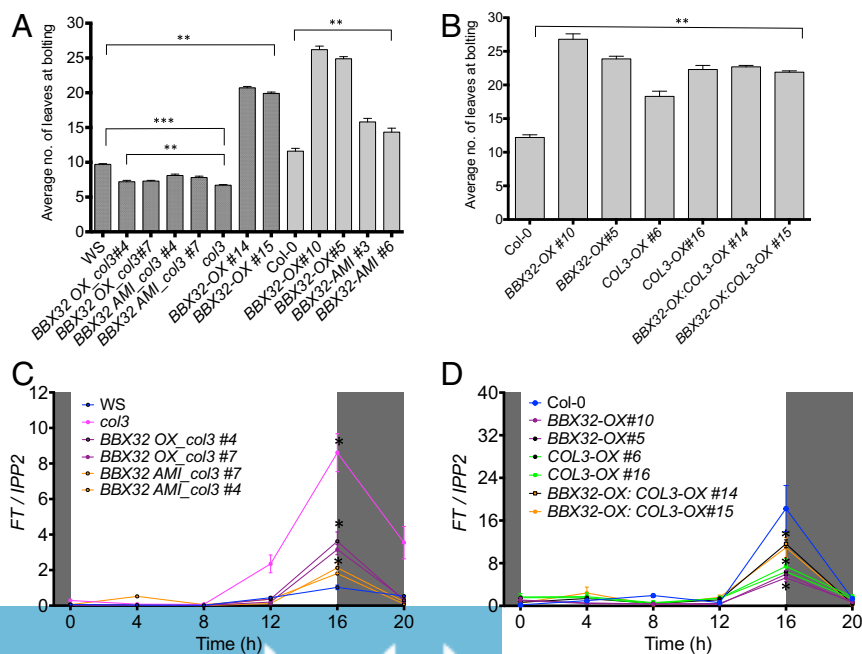 A
Average no. of leaves at bolting
30
25
20
15
10
5
0
**
***
**
**
WS
BBX32 OX_col3#4
BBX32 OX_col3#7
BBX32 AMI_col3 #4
BBX32 AMI_col3 #7
col3
BBX32-OX #14
BBX32-OX #15
Col-0
BBX32-OX#10
BBX32-OX#5
BBX32-AMI #3
BBX32-AMI #6
B
Average no. of leaves at bolting
30
25
20
15
10
5
0
**
Col-0
BBX32-OX #10
BBX32-OX#5
COL3-OX #6
COL3-OX#16
BBX32-OX:COL3-OX #14
BBX32-OX:COL3-OX #15
C
FT / IPP2
12
10
8
6
4
2
0
WS
col3
BBX32 OX_col3 #4
BBX32 OX_col3 #7
BBX32 AMI_col3 #7
BBX32 AMI_col3 #4
*
*
*
0 4 8 12 16 20
Time (h)
D
FT / IPP2
40
32
24
16
8
0
Col-0
BBX32-OX#10
BBX32-OX#5
COL3-OX #6
COL3-OX #16
BBX32-OX: COL3-OX #14
BBX32-OX: COL3-OX#15
*
*
*
0 4 8 12 16 20
Time (h)